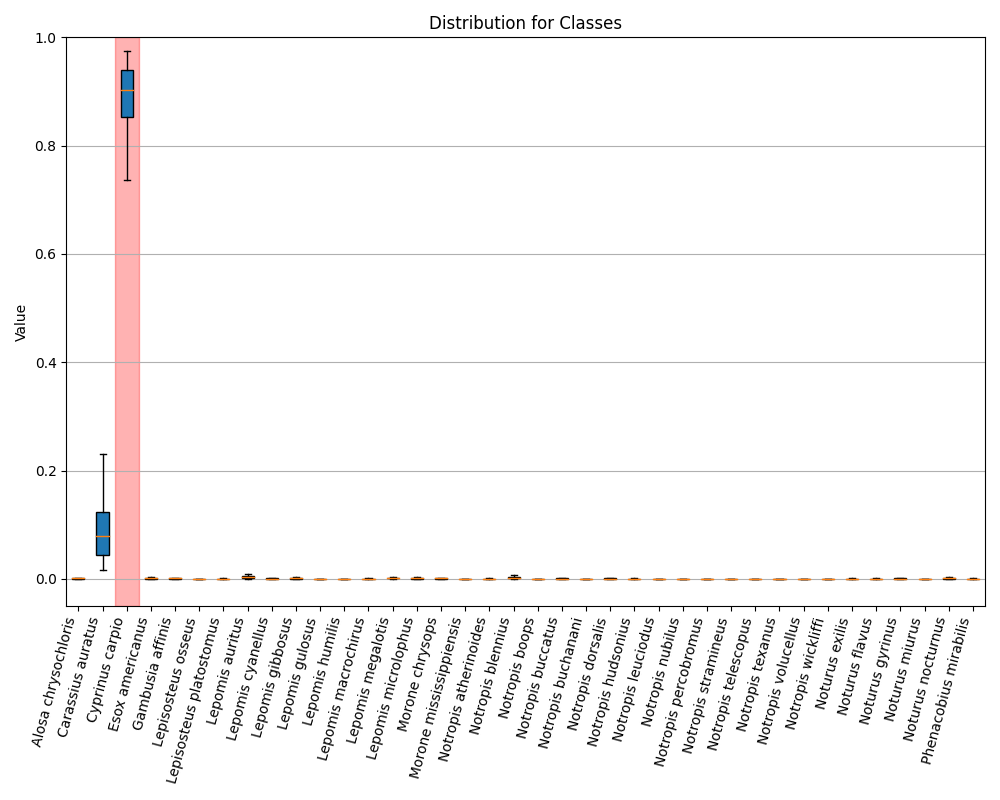 Distribution for Classes
Value
1.0
0.8
0.6
0.4
0.2
0.0
Alosa chrysochloris
Carassius auratus
Cyprinus carpio
Esox americanus
Gambusia affinis
Lepisosteus osseus
Lepisosteus platostomus
Lepomis auritus
Lepomis cyanellus
Lepomis gibbosus
Lepomis gulosus
Lepomis humilis
Lepomis macrochirus
Lepomis megalotis
Lepomis microlophus
Morone chrysops
Morone mississippiensis
Notropis atherinoides
Notropis blennius
Notropis boops
Notropis buccatus
Notropis buchanani
Notropis dorsalis
Notropis hudsonius
Notropis leuciodus
Notropis nubilus
Notropis percobromus
Notropis stramineus
Notropis telescopus
Notropis texanus
Notropis volucellus
Notropis wickliffi
Noturus exilis
Noturus flavus
Noturus gyrinus
Noturus miurus
Noturus nocturnus
Phenacobius mirabilis